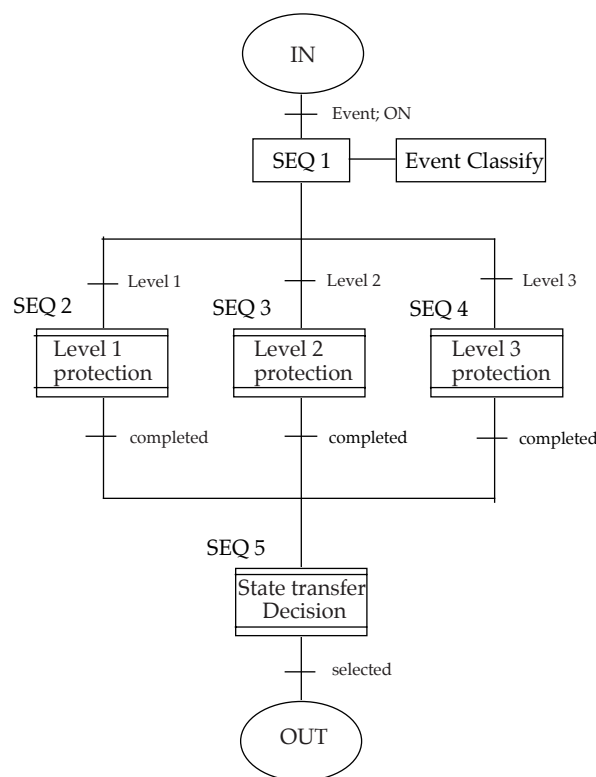 IN
Event; ON
SEQ 1
Event Classify
Level 1
Level 2
Level 3
SEQ 2
SEQ 3
SEQ 4
Level 1
protection
Level 2
protection
Level 3
protection
completed
completed
completed
SEQ 5
State transfer
Decision
selected
OUT